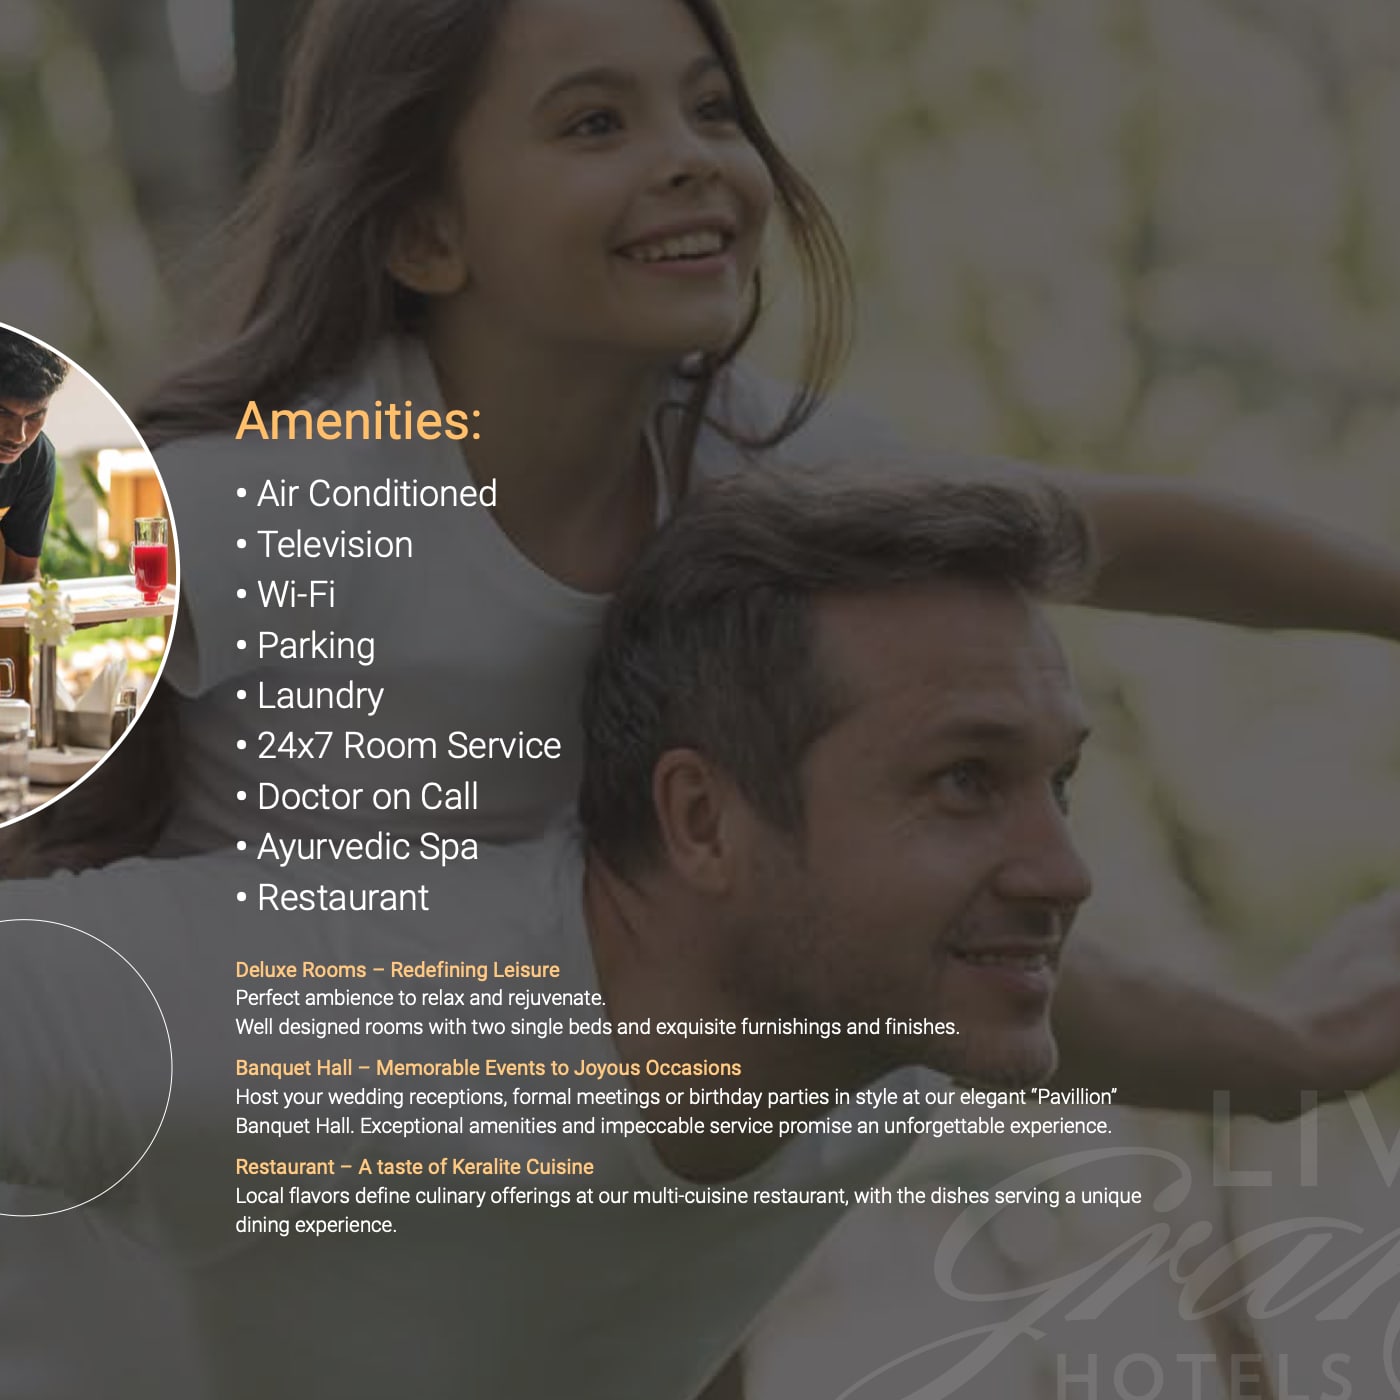 Amenities:
• Air Conditioned
• Television
• Wi-Fi
• Parking
• Laundry
• 24x7 Room Service
• Doctor on Call
• Ayurvedic Spa
• Restaurant
Deluxe Rooms – Redefining Leisure
Perfect ambience to relax and rejuvenate.
Well designed rooms with two single beds and exquisite furnishings and finishes.
Banquet Hall – Memorable Events to Joyous Occasions
Host your wedding receptions, formal meetings or birthday parties in style at our elegant “Pavillion”
Banquet Hall. Exceptional amenities and impeccable service promise an unforgettable experience.
Restaurant – A taste of Keralite Cuisine
Local flavors define culinary offerings at our multi-cuisine restaurant, with the dishes serving a unique
dining experience.
HOTELS